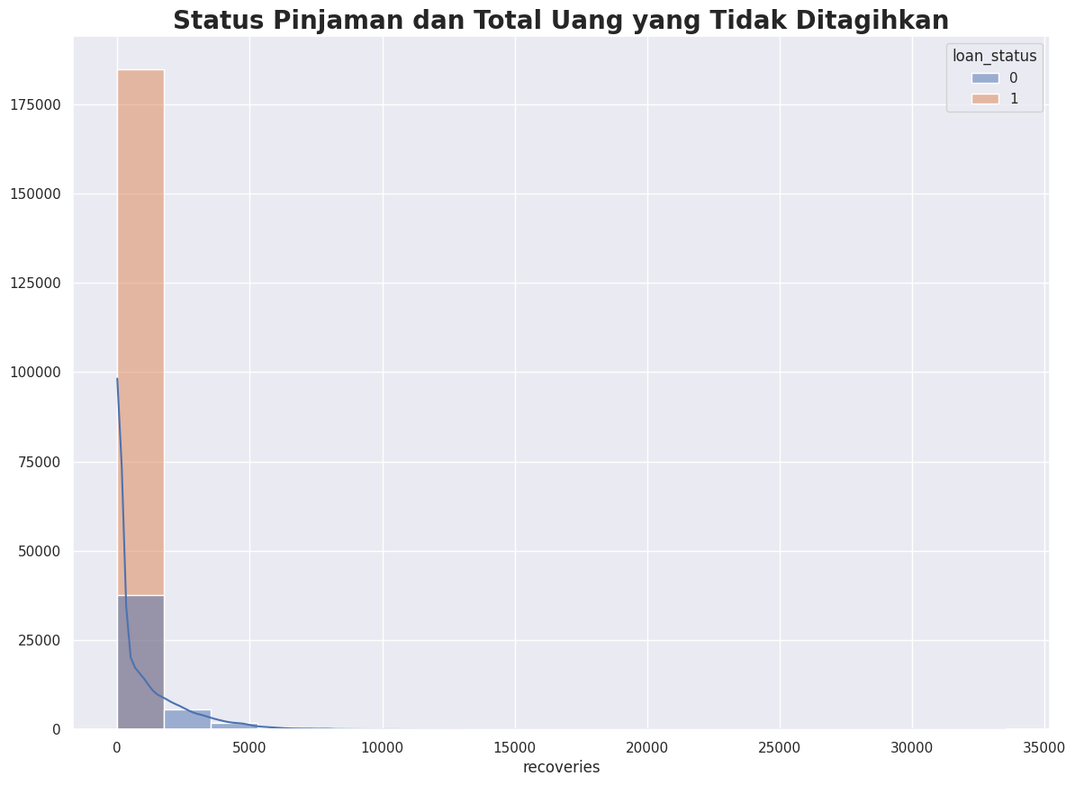 Status Pinjaman dan Total Uang yang Tidak Ditagihkan
loan_status
0
1
175000
150000
125000
100000
75000
50000
25000
0
0 5000 10000 15000 20000 25000 30000 35000
recoveries